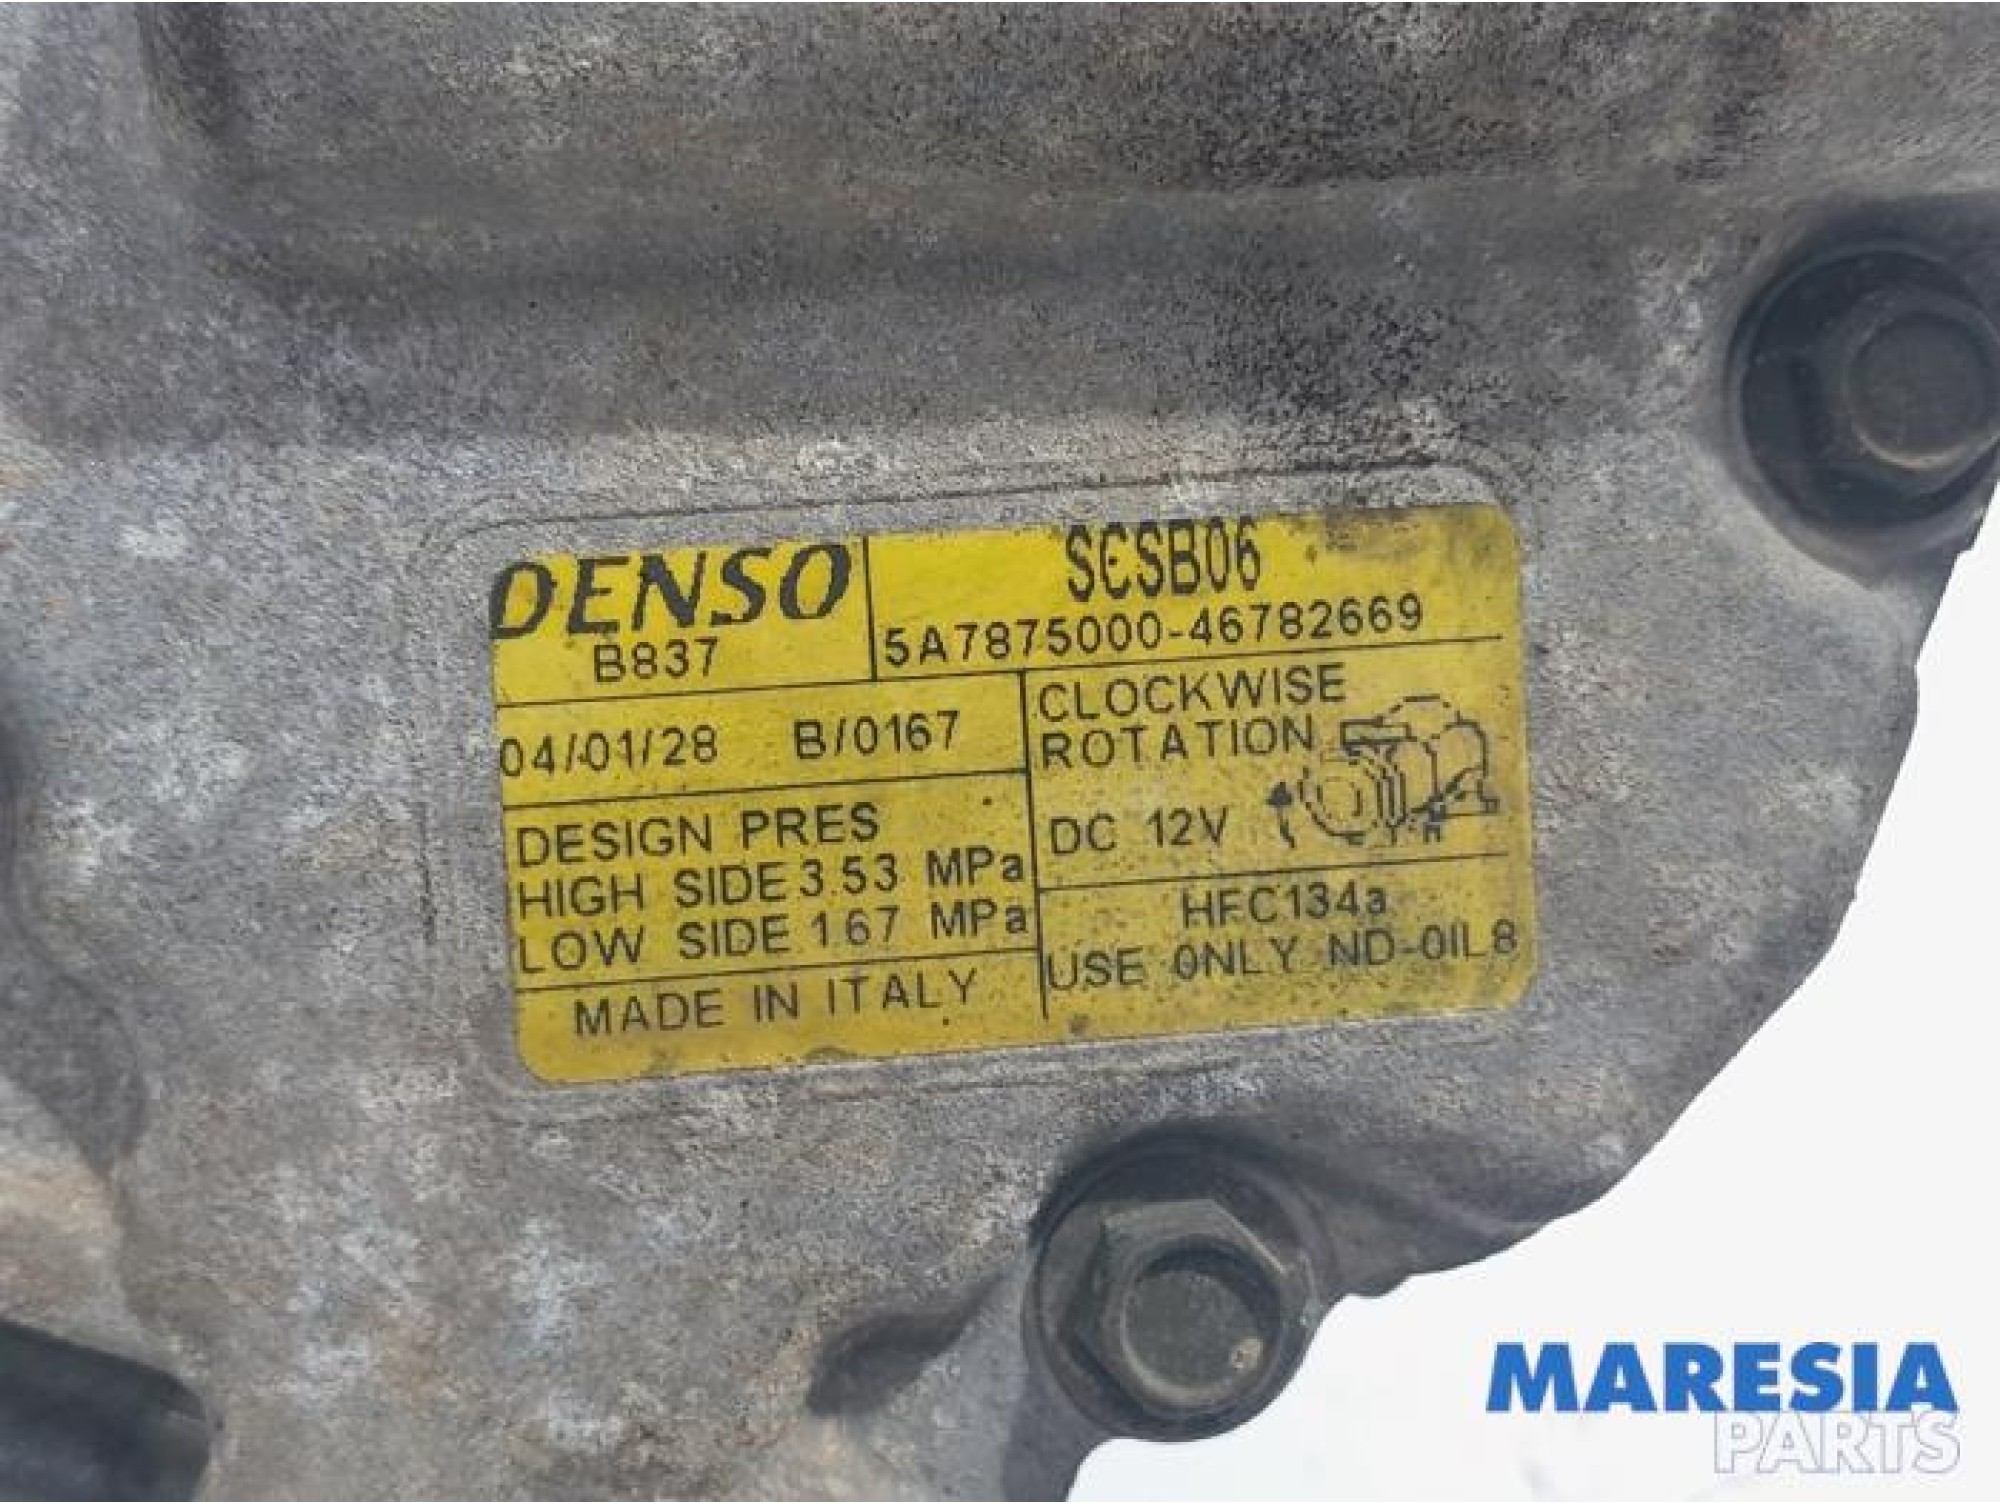 DENSO
B837
SCSB06
5A7875000-46782669
04/01/28 B/0167
CLOCKWISE
ROTATION
DC 12V
DESIGN PRES
HIGH SIDE 3.53 MPa
LOW SIDE 1.67 MPa
HFC134a
USE ONLY ND-OIL8
MADE IN ITALY
MARESIA
PARTS